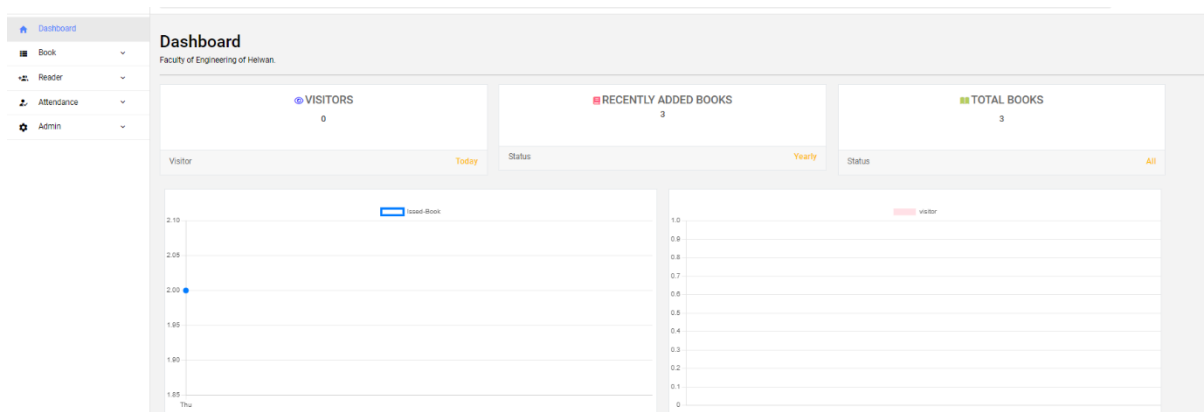 Dashboard
Book
Reader
Attendance
Admin
Dashboard
Faculty of Engineering of Helwan.
VISITORS
0
Visitor Today
RECENTLY ADDED BOOKS
3
Status Yearly
TOTAL BOOKS
3
Status All
Issed-Book
2.10
2.05
2.00
1.95
1.90
1.85
Thu
visitor
1.0
0.9
0.8
0.7
0.6
0.5
0.4
0.3
0.2
0.1
0